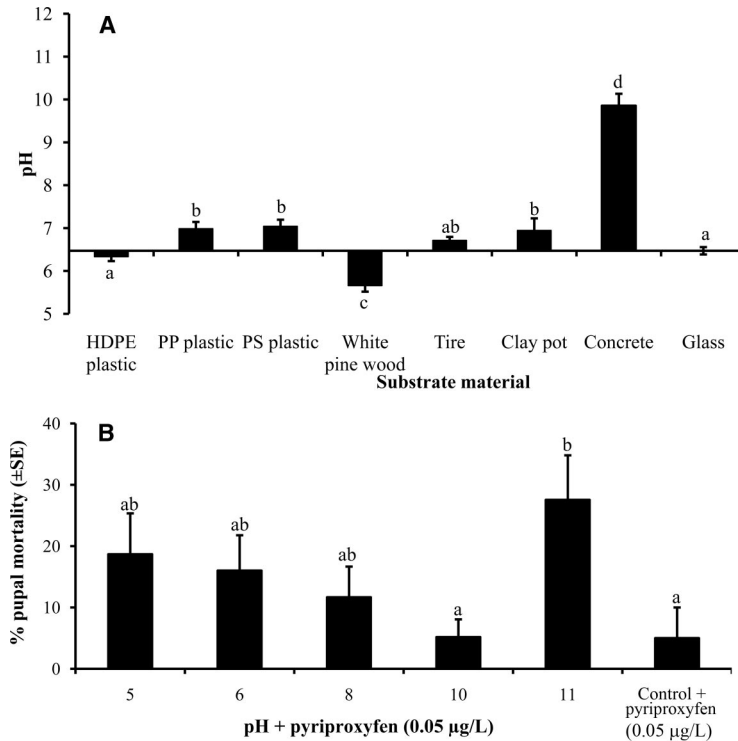 A
12
11
10
9
8
7
6
5
pH
a
b
b
c
ab
b
d
a
HDPE plastic
PP plastic
PS plastic
White pine wood
Tire
Clay pot
Concrete
Glass
Substrate material
B
40
30
20
10
0
% pupal mortality (±SE)
ab
ab
ab
a
b
a
5
6
8
10
11
Control + pyriproxyfen (0.05 µg/L)
pH + pyriproxyfen (0.05 µg/L)